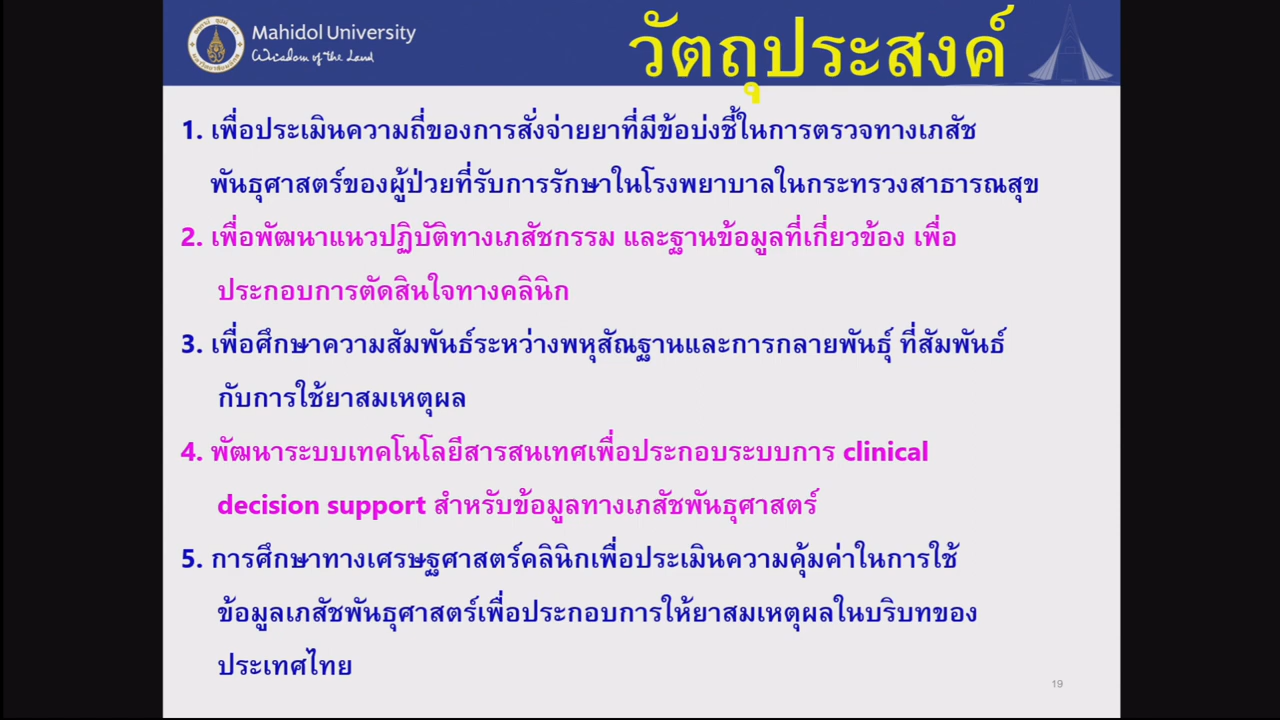 Mahidol University
Wisdom of the Land
วัตถุประสงค์
1. เพื่อประเมินความถี่ของการสั่งจ่ายยาที่มีข้อบ่งชี้ในการตรวจทางเภสัช
พันธุศาสตร์ของผู้ป่วยที่รับการรักษาในโรงพยาบาลในกระทรวงสาธารณสุข
2. เพื่อพัฒนาแนวปฏิบัติทางเภสัชกรรม และฐานข้อมูลที่เกี่ยวข้อง เพื่อ
ประกอบการตัดสินใจทางคลินิก
3. เพื่อศึกษาความสัมพันธ์ระหว่างพหุสัณฐานและการกลายพันธุ์ ที่สัมพันธ์
กับการใช้ยาสมเหตุผล
4. พัฒนาระบบเทคโนโลยีสารสนเทศเพื่อประกอบระบบการ clinical
decision support สำหรับข้อมูลทางเภสัชพันธุศาสตร์
5. การศึกษาทางเศรษฐศาสตร์คลินิกเพื่อประเมินความคุ้มค่าในการใช้
ข้อมูลเภสัชพันธุศาสตร์เพื่อประกอบการให้ยาสมเหตุผลในบริบทของ
ประเทศไทย
19